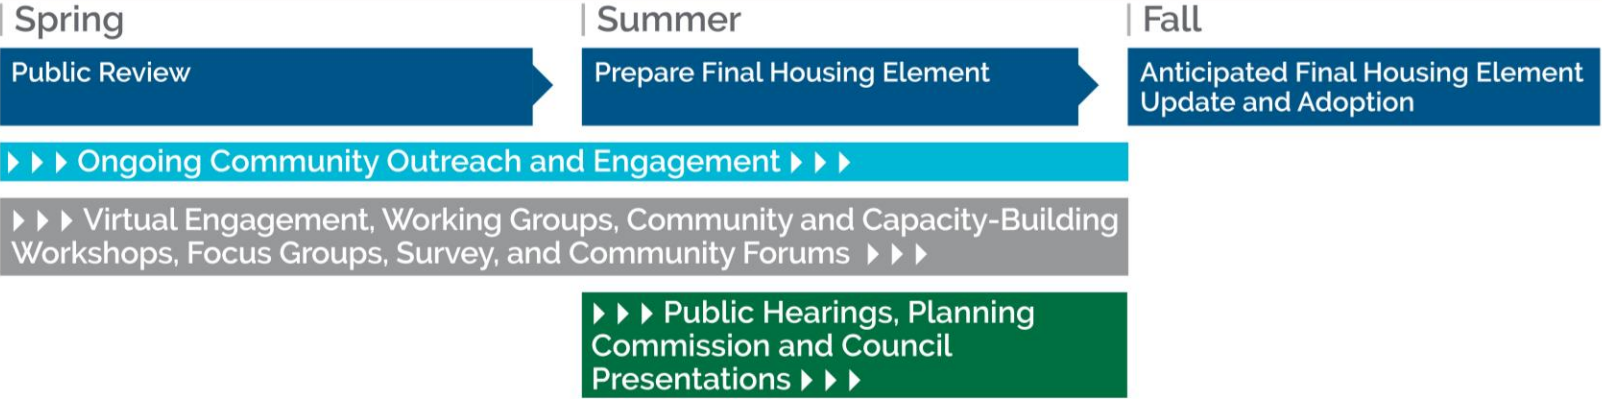 Spring
Summer
Fall
Public Review
Prepare Final Housing Element
Anticipated Final Housing Element
Update and Adoption
Ongoing Community Outreach and Engagement
Virtual Engagement, Working Groups, Community and Capacity-Building
Workshops, Focus Groups, Survey, and Community Forums
Public Hearings, Planning
Commission and Council
Presentations